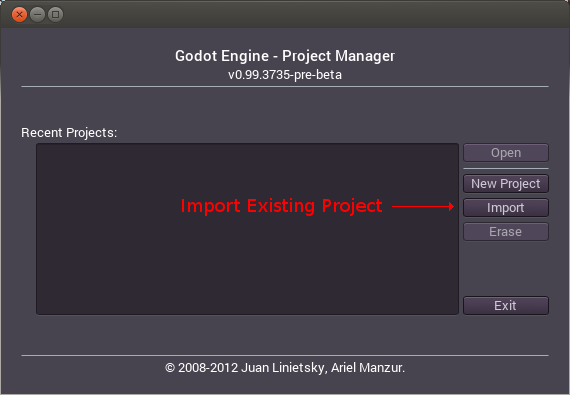 Godot Engine - Project Manager
v0.99.3735-pre-beta
Recent Projects:
Open
New Project
Import Existing Project
Import
Erase
Exit
© 2008-2012 Juan Linietsky, Ariel Manzur.